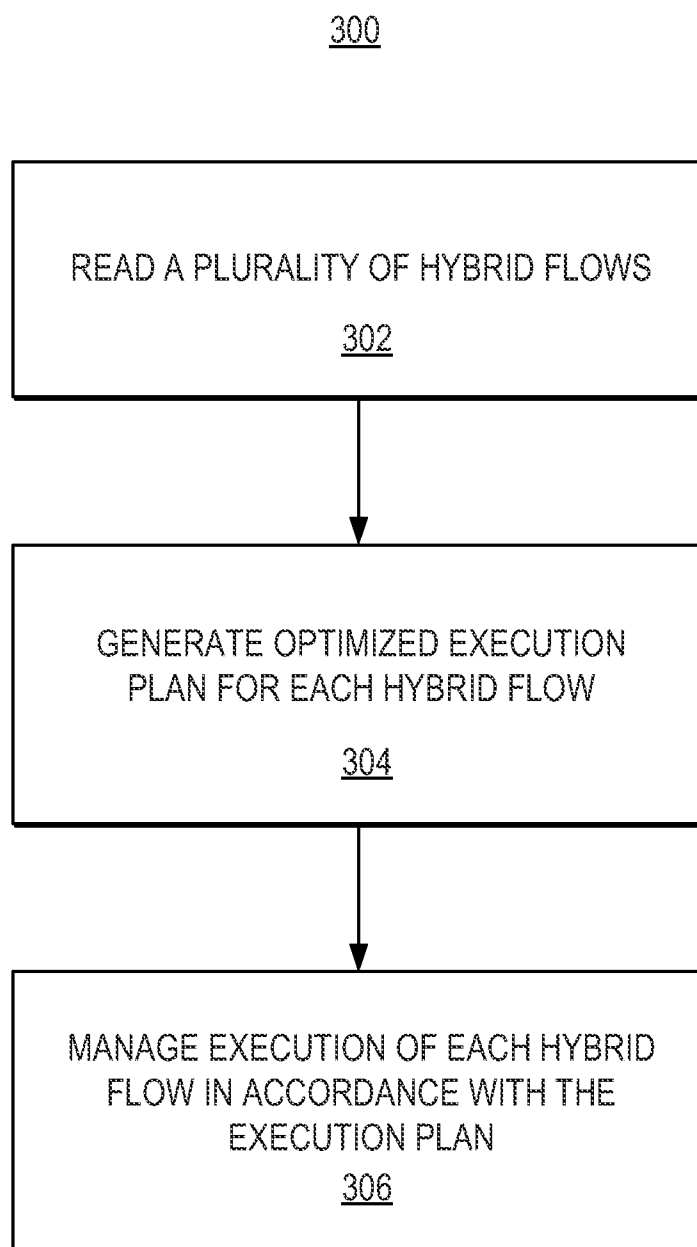 300
READ A PLURALITY OF HYBRID FLOWS
302
GENERATE OPTIMIZED EXECUTION
PLAN FOR EACH HYBRID FLOW
304
MANAGE EXECUTION OF EACH HYBRID
FLOW IN ACCORDANCE WITH THE
EXECUTION PLAN
306